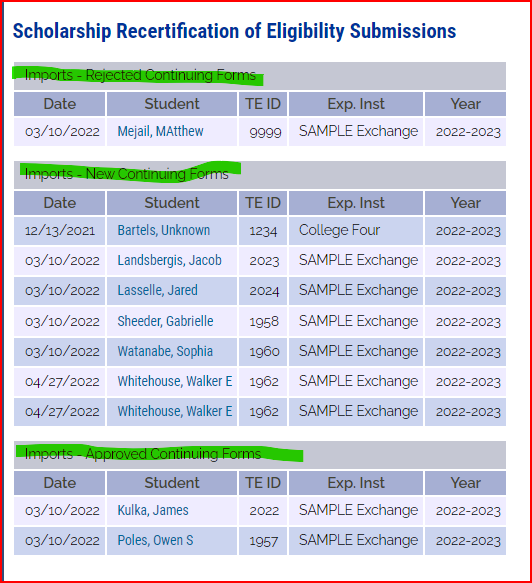 Scholarship Recertification of Eligibility Submissions
Imports - Rejected Continuing Forms
Date Student TE ID Exp. Inst Year
03/10/2022 Mejail, MAtthew 9999 SAMPLE Exchange 2022-2023
Imports - New Continuing Forms
Date Student TE ID Exp. Inst Year
12/13/2021 Bartels, Unknown 1234 College Four 2022-2023
03/10/2022 Landsbergis, Jacob 2023 SAMPLE Exchange 2022-2023
03/10/2022 Lasselle, Jared 2024 SAMPLE Exchange 2022-2023
03/10/2022 Sheeder, Gabrielle 1958 SAMPLE Exchange 2022-2023
03/10/2022 Watanabe, Sophia 1960 SAMPLE Exchange 2022-2023
04/27/2022 Whitehouse, Walker E 1962 SAMPLE Exchange 2022-2023
04/27/2022 Whitehouse, Walker E 1962 SAMPLE Exchange 2022-2023
Imports - Approved Continuing Forms
Date Student TE ID Exp. Inst Year
03/10/2022 Kulka, James 2022 SAMPLE Exchange 2022-2023
03/10/2022 Poles, Owen S 1957 SAMPLE Exchange 2022-2023